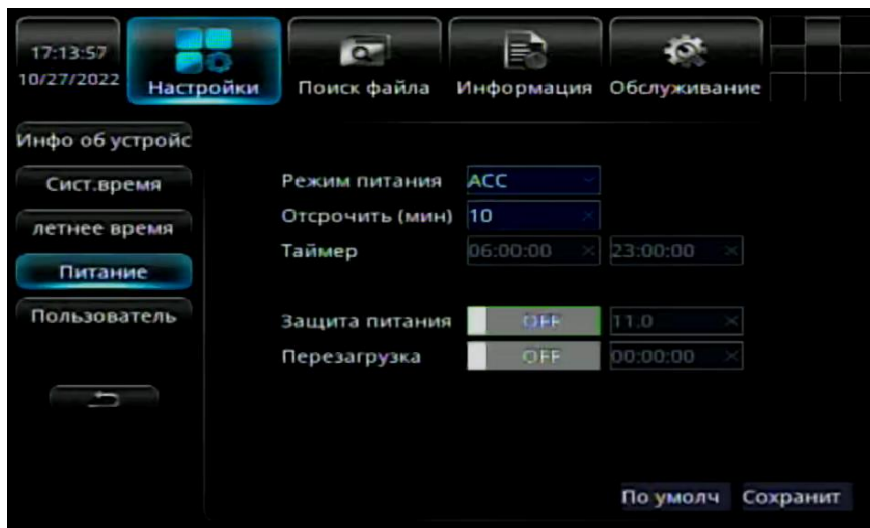 17:13:57
10/27/2022
Настройки
Поиск файла
Информация
Обслуживание
Инфо об устройс
Сист.время
летнее время
Питание
Пользователь
Режим питания ACC
Отсрочить (мин) 10
Таймер 06:00:00 23:00:00
Защита питания OFF 11.0
Перезагрузка OFF 00:00:00
По умолч Сохранит